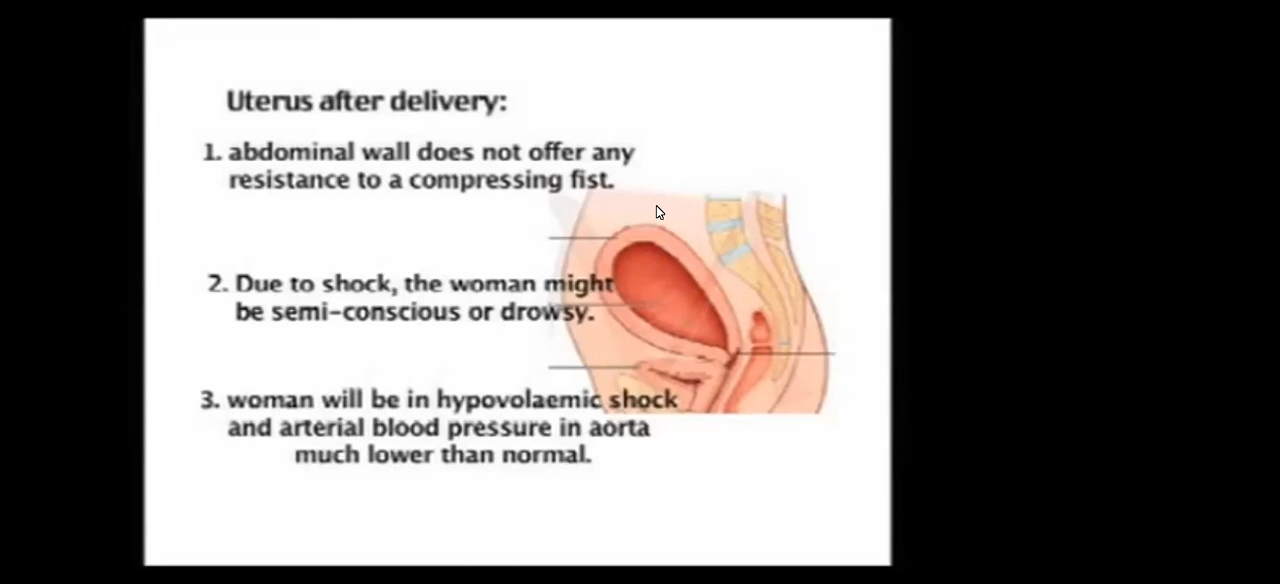 Uterus after delivery:
1. abdominal wall does not offer any
resistance to a compressing fist.
2. Due to shock, the woman might
be semi-conscious or drowsy.
3. woman will be in hypovolaemic shock
and arterial blood pressure in aorta
much lower than normal.